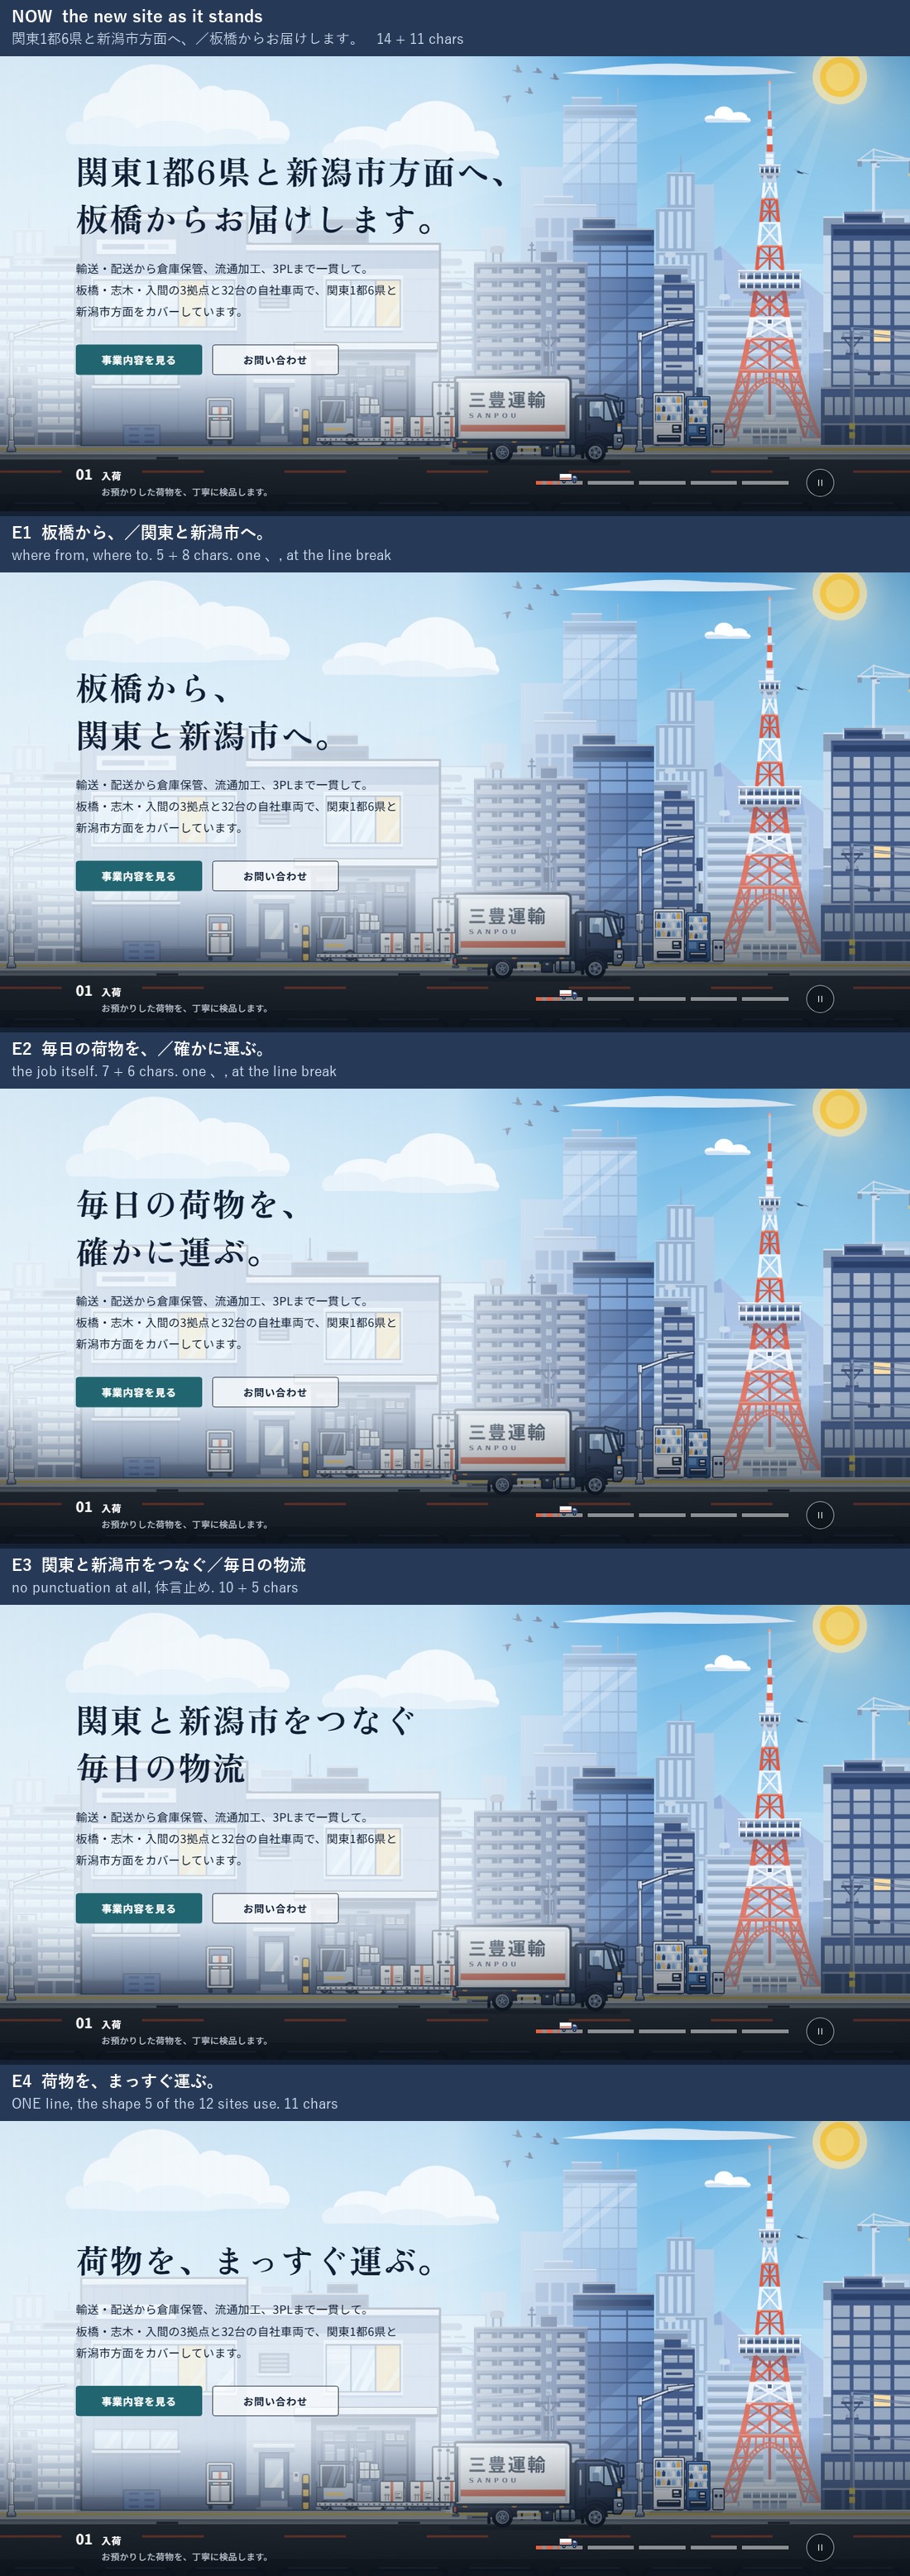 NOW the new site as it stands
関東1都6県と新潟市方面へ、／板橋からお届けします。 14 + 11 chars
関東1都6県と新潟市方面へ、
板橋からお届けします。
輸送・配送から倉庫保管、流通加工、3PLまで一貫して。
板橋・志木・入間の3拠点と32台の自社車両で、関東1都6県と
新潟市方面をカバーしています。
事業内容を見る お問い合わせ
三豊運輸
SANPOU
01 入荷
お預かりした荷物を、丁寧に検品します。
E1 板橋から、／関東と新潟市へ。
where from, where to. 5 + 8 chars. one 、, at the line break
板橋から、
関東と新潟市へ。
輸送・配送から倉庫保管、流通加工、3PLまで一貫して。
板橋・志木・入間の3拠点と32台の自社車両で、関東1都6県と
新潟市方面をカバーしています。
事業内容を見る お問い合わせ
三豊運輸
SANPOU
01 入荷
お預かりした荷物を、丁寧に検品します。
E2 毎日の荷物を、／確かに運ぶ。
the job itself. 7 + 6 chars. one 、, at the line break
毎日の荷物を、
確かに運ぶ。
輸送・配送から倉庫保管、流通加工、3PLまで一貫して。
板橋・志木・入間の3拠点と32台の自社車両で、関東1都6県と
新潟市方面をカバーしています。
事業内容を見る お問い合わせ
三豊運輸
SANPOU
01 入荷
お預かりした荷物を、丁寧に検品します。
E3 関東と新潟市をつなぐ／毎日の物流
no punctuation at all, 体言止め. 10 + 5 chars
関東と新潟市をつなぐ
毎日の物流
輸送・配送から倉庫保管、流通加工、3PLまで一貫して。
板橋・志木・入間の3拠点と32台の自社車両で、関東1都6県と
新潟市方面をカバーしています。
事業内容を見る お問い合わせ
三豊運輸
SANPOU
01 入荷
お預かりした荷物を、丁寧に検品します。
E4 荷物を、まっすぐ運ぶ。
ONE line, the shape 5 of the 12 sites use. 11 chars
荷物を、まっすぐ運ぶ。
輸送・配送から倉庫保管、流通加工、3PLまで一貫して。
板橋・志木・入間の3拠点と32台の自社車両で、関東1都6県と
新潟市方面をカバーしています。
事業内容を見る お問い合わせ
三豊運輸
SANPOU
01 入荷
お預かりした荷物を、丁寧に検品します。